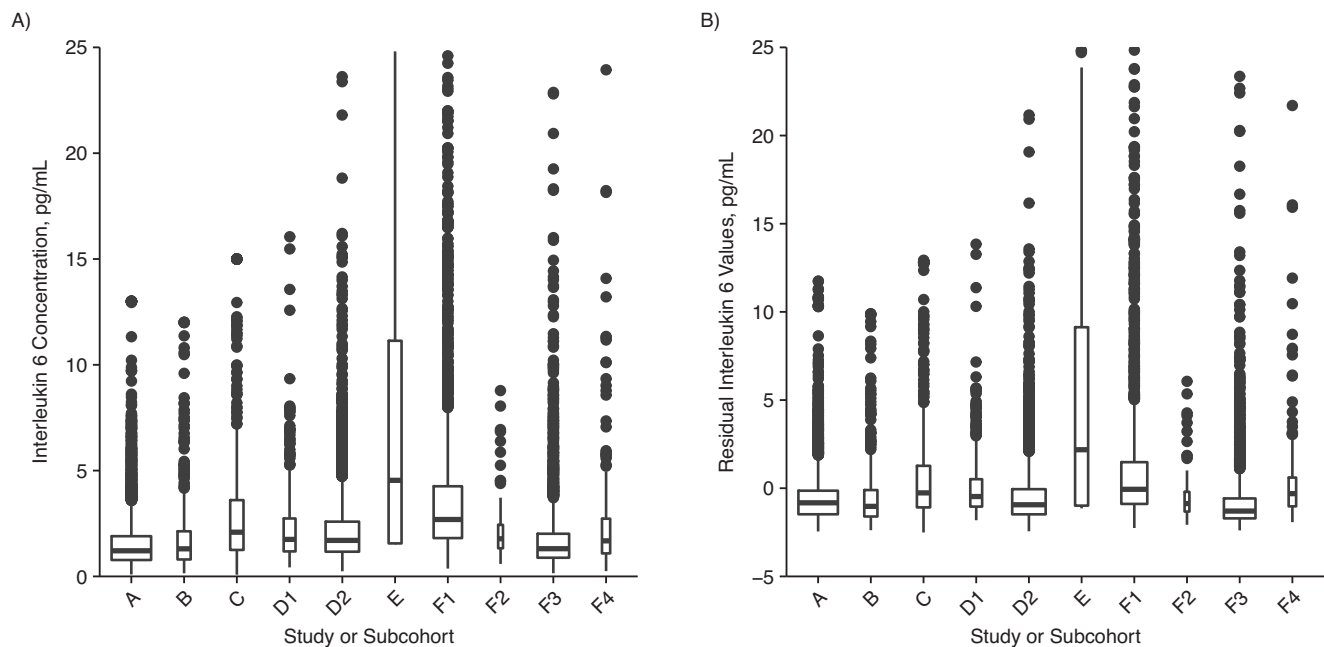 A)
Interleukin 6 Concentration, pg/mL
25
20
15
10
5
0
A B C D1 D2 E F1 F2 F3 F4
Study or Subcohort
B)
Residual Interleukin 6 Values, pg/mL
25
20
15
10
5
0
−5
A B C D1 D2 E F1 F2 F3 F4
Study or Subcohort